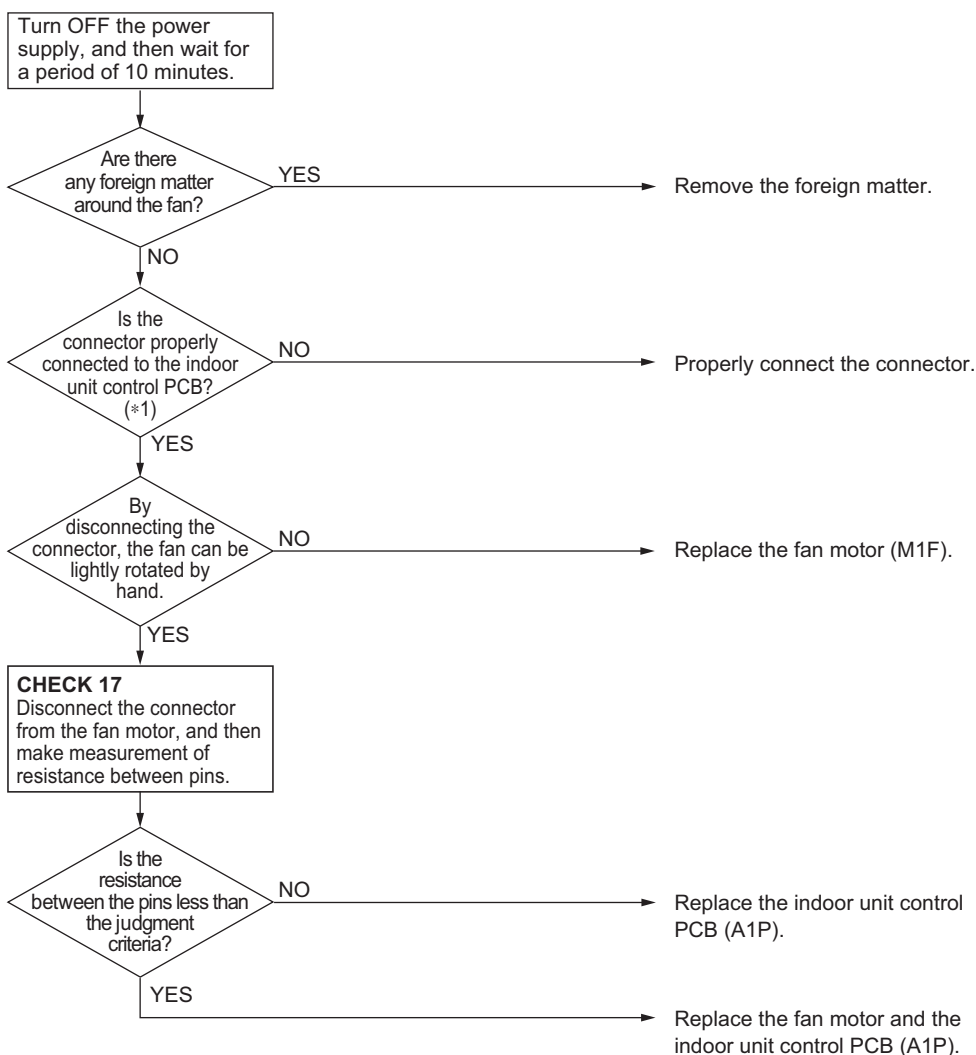 Turn OFF the power
supply, and then wait for
a period of 10 minutes.
Are there
any foreign matter
around the fan?
YES
Remove the foreign matter.
NO
Is the
connector properly
connected to the indoor
unit control PCB?
(*1)
NO
Properly connect the connector.
YES
By
disconnecting the
connector, the fan can be
lightly rotated by
hand.
NO
Replace the fan motor (M1F).
YES
CHECK 17
Disconnect the connector
from the fan motor, and then
make measurement of
resistance between pins.
Is the
resistance
between the pins less than
the judgment
criteria?
NO
Replace the indoor unit control
PCB (A1P).
YES
Replace the fan motor and the
indoor unit control PCB (A1P).